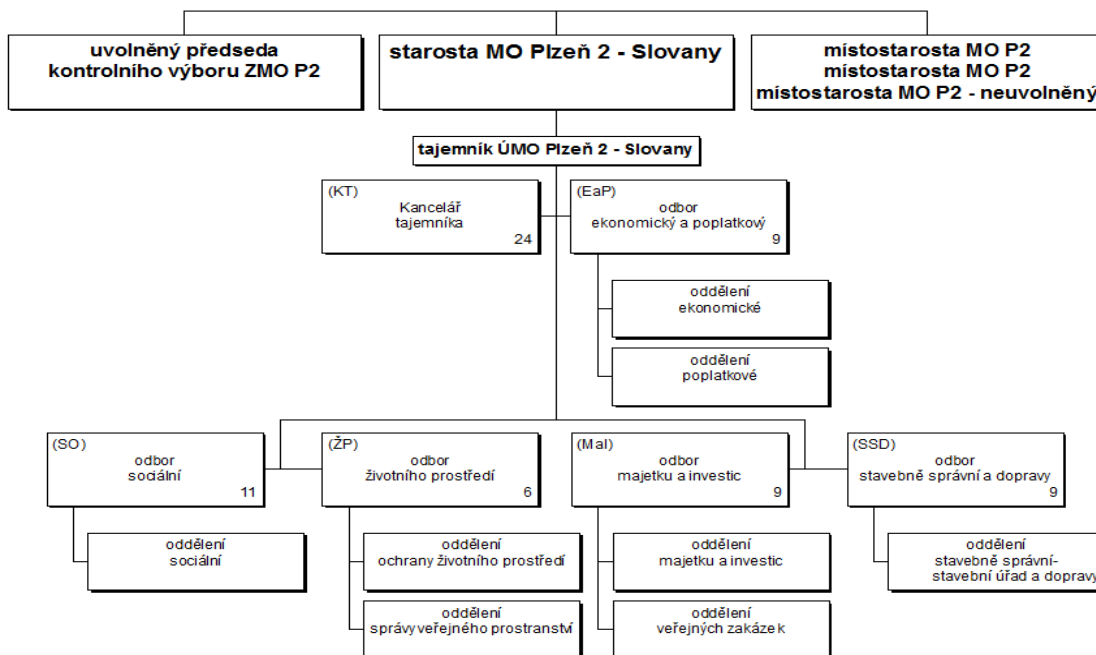 uvolněný předseda
kontrolního výboru ZMO P2
starosta MO Plzeň 2 - Slovany
místostarosta MO P2
místostarosta MO P2
místostarosta MO P2 - neuvolněný
tajemník ÚMO Plzeň 2 - Slovany
(KT)
Kancelář
tajemníka
24
(EaP)
odbor
ekonomický a poplatkový
9
oddělení
ekonomické
oddělení
poplatkové
(SO)
odbor
sociální
11
(ŽP)
odbor
životního prostředí
6
(MaI)
odbor
majetku a investic
9
(SSD)
odbor
stavebně správní a dopravy
9
oddělení
sociální
oddělení
ochrany životního prostředí
oddělení
majetku a investic
oddělení
stavebně správní-
stavební úřad a dopravy
oddělení
správy veřejného prostranství
oddělení
veřejných zakázek